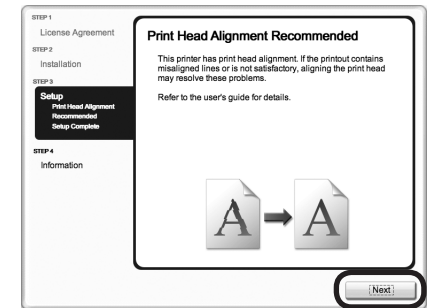 STEP 1
License Agreement
STEP 2
Installation
STEP 3
Setup
Print Head Alignment
Recommended
Setup Complete
STEP 4
Information
Print Head Alignment Recommended
This printer has print head alignment. If the printout contains
misaligned lines or is not satisfactory, aligning the print head
may resolve these problems.
Refer to the user's guide for details.
A
A
Next